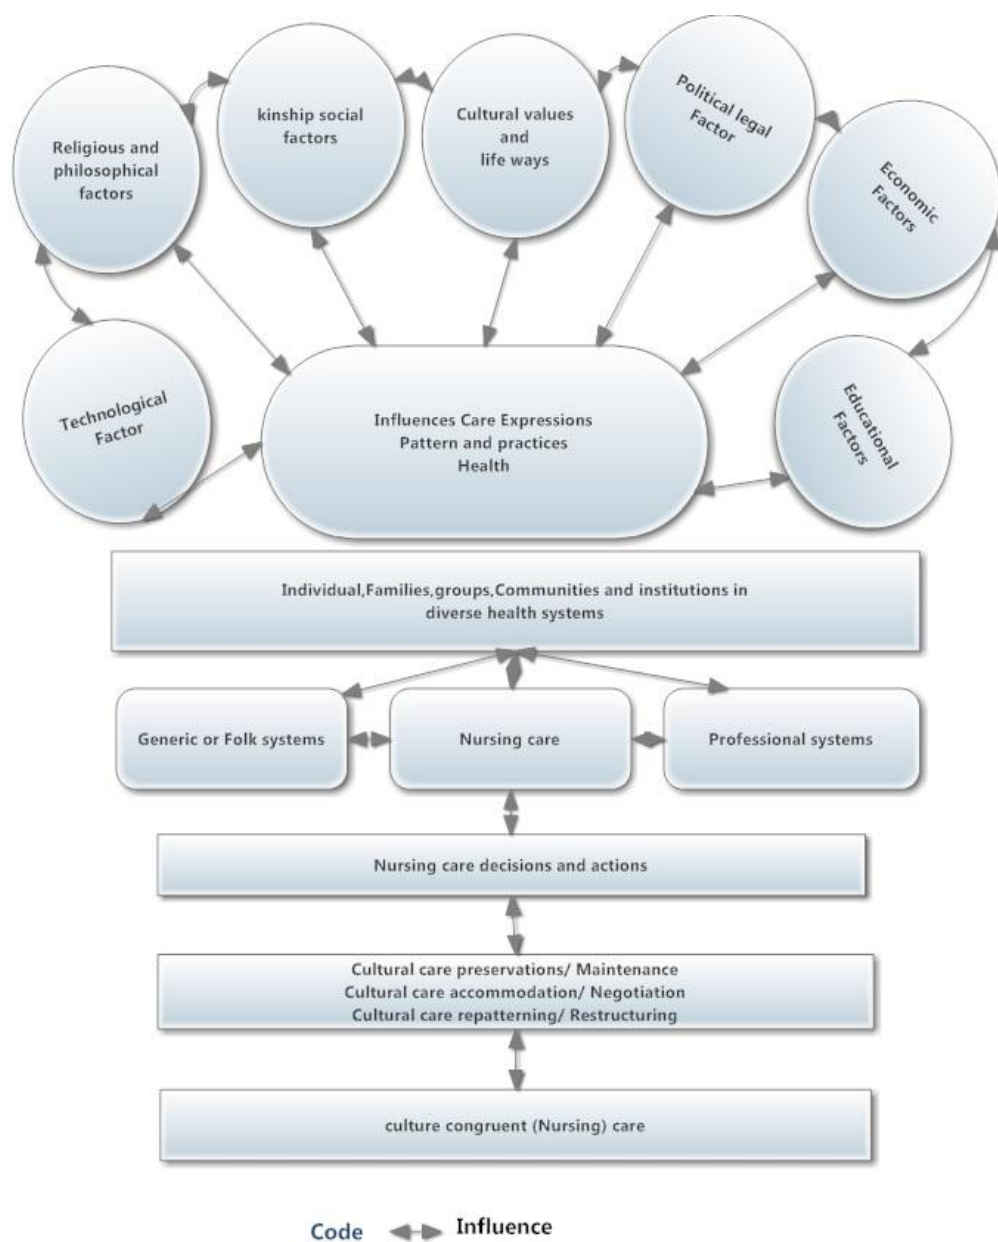 Religious and
philosophical
factors
kinship social
factors
Cultural values
and
life ways
Political legal
Factor
Economic
Factors
Technological
Factor
Influences Care Expressions
Pattern and practices
Health
Educational
Factors
Individual,Families,groups,Communities and institutions in
diverse health systems
Generic or Folk systems
Nursing care
Professional systems
Nursing care decisions and actions
Cultural care preservations/ Maintenance
Cultural care accommodation/ Negotiation
Cultural care repatterning/ Restructuring
culture congruent (Nursing) care
Code Influence